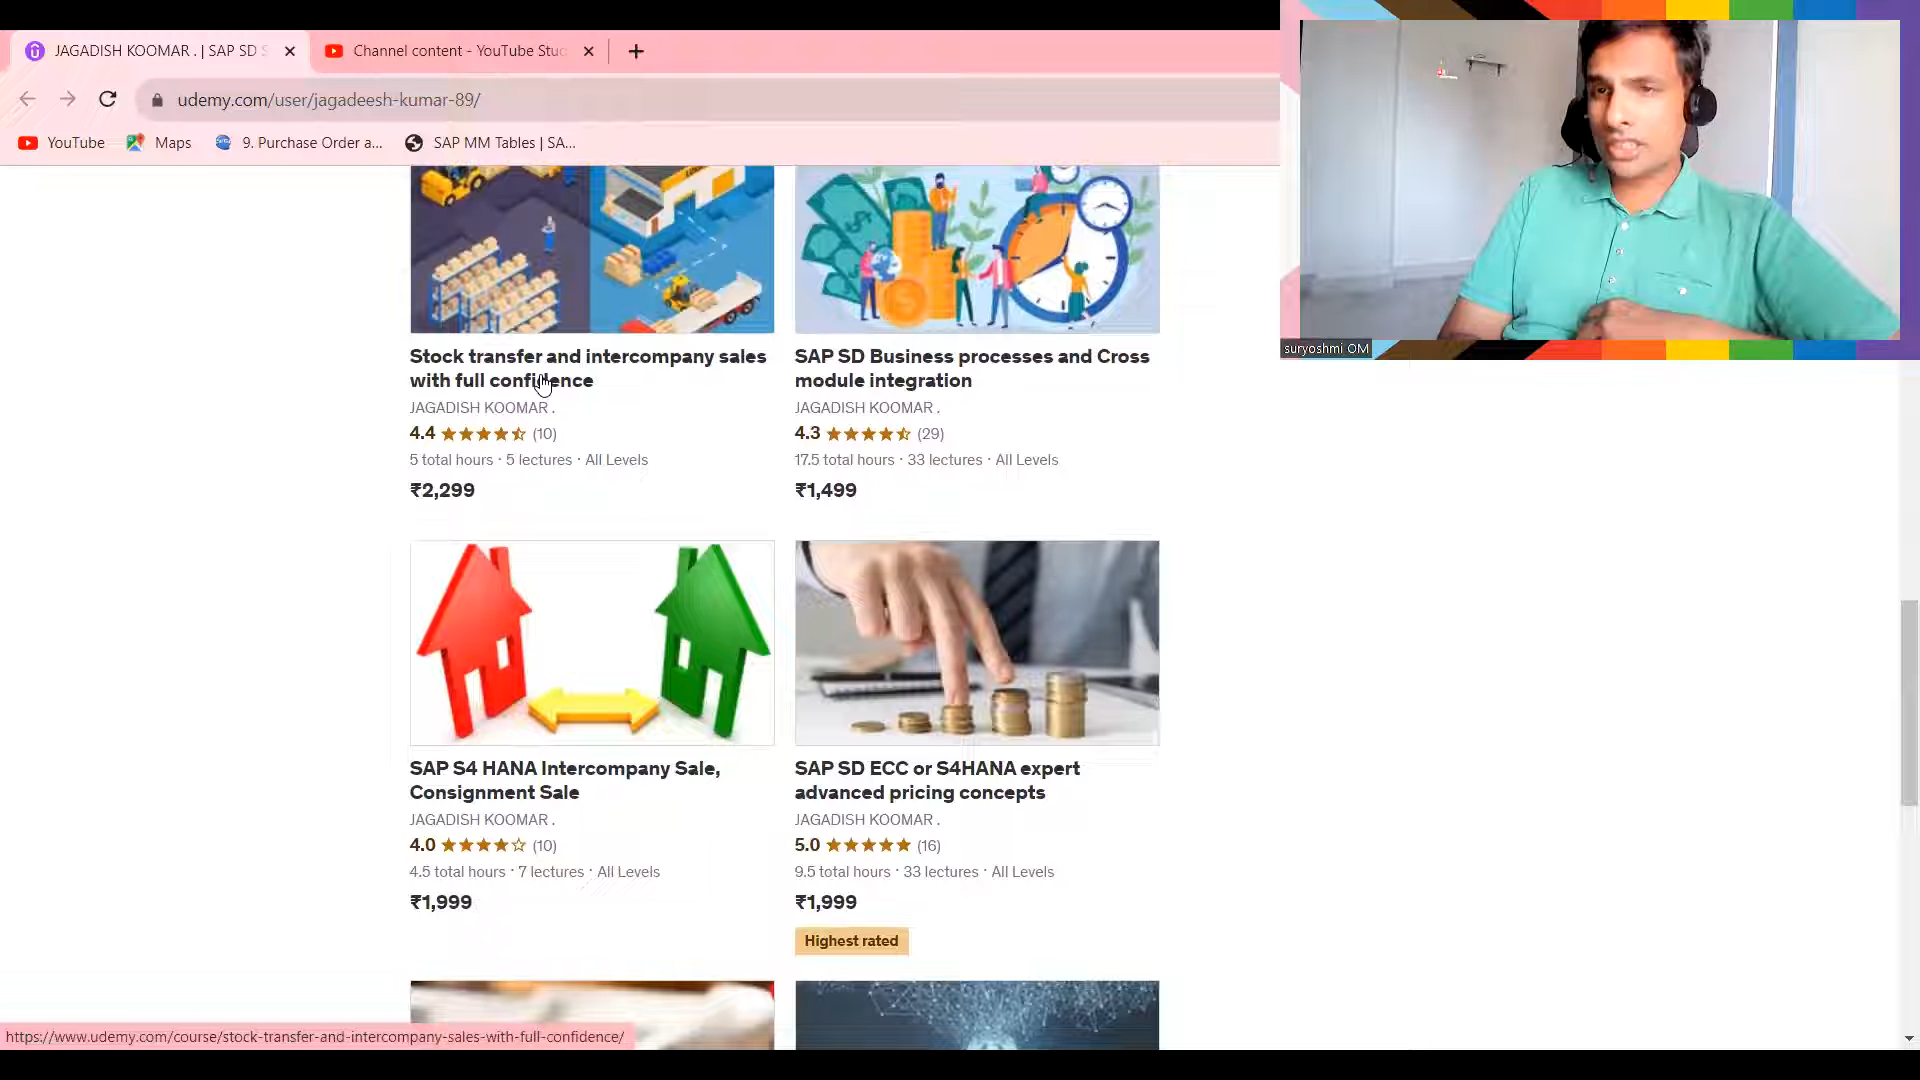 JAGADISH KOOMAR . | SAP SD S
Channel content - YouTube Stud
udemy.com/user/jagadeesh-kumar-89/
YouTube
Maps
9. Purchase Order a...
SAP MM Tables | SA...
suryoshmi OM
Stock transfer and intercompany sales
with full confidence
JAGADISH KOOMAR .
4.4 (10)
5 total hours · 5 lectures · All Levels
₹2,299
SAP SD Business processes and Cross
module integration
JAGADISH KOOMAR .
4.3 (29)
17.5 total hours · 33 lectures · All Levels
₹1,499
SAP S4 HANA Intercompany Sale,
Consignment Sale
JAGADISH KOOMAR .
4.0 (10)
4.5 total hours · 7 lectures · All Levels
₹1,999
SAP SD ECC or S4HANA expert
advanced pricing concepts
JAGADISH KOOMAR .
5.0 (16)
9.5 total hours · 33 lectures · All Levels
₹1,999
Highest rated
https://www.udemy.com/course/stock-transfer-and-intercompany-sales-with-full-confidence/